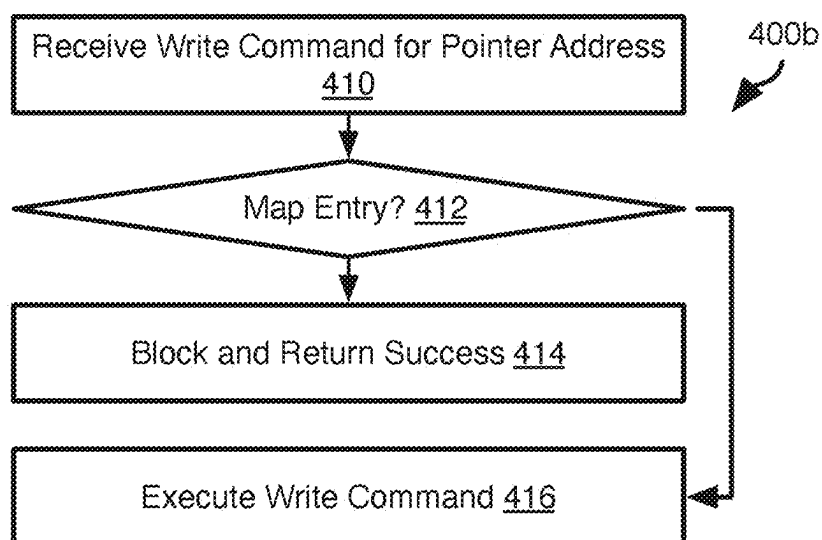 Receive Write Command for Pointer Address
410
400b
Map Entry? 412
Block and Return Success 414
Execute Write Command 416